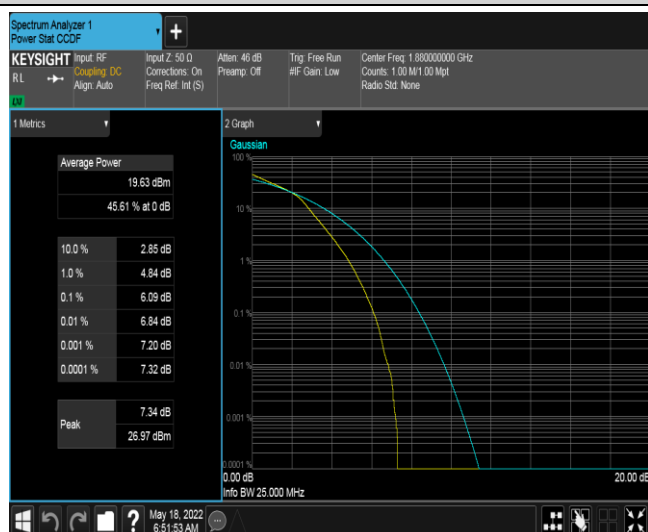 Spectrum Analyzer 1
Power Stat CCDF
+
KEYSIGHT
RL
LXI
Input: RF
Coupling: DC
Align: Auto
Input Z: 50 Ω
Corrections: On
Freq Ref: Int (S)
Atten: 46 dB
Preamp: Off
Trig: Free Run
#IF Gain: Low
Center Freq: 1.880000000 GHz
Counts: 1.00 M/1.00 Mpt
Radio Std: None
1 Metrics
Average Power
19.63 dBm
45.61 % at 0 dB
10.0 % 2.85 dB
1.0 % 4.84 dB
0.1 % 6.09 dB
0.01 % 6.84 dB
0.001 % 7.20 dB
0.0001 % 7.32 dB
Peak
7.34 dB
26.97 dBm
2 Graph
Gaussian
100 %
10 %
1 %
0.1 %
0.01 %
0.001 %
0.0001 %
0.00 dB 20.00 dB
Info BW 25.000 MHz
?
May 18, 2022
6:51:53 AM